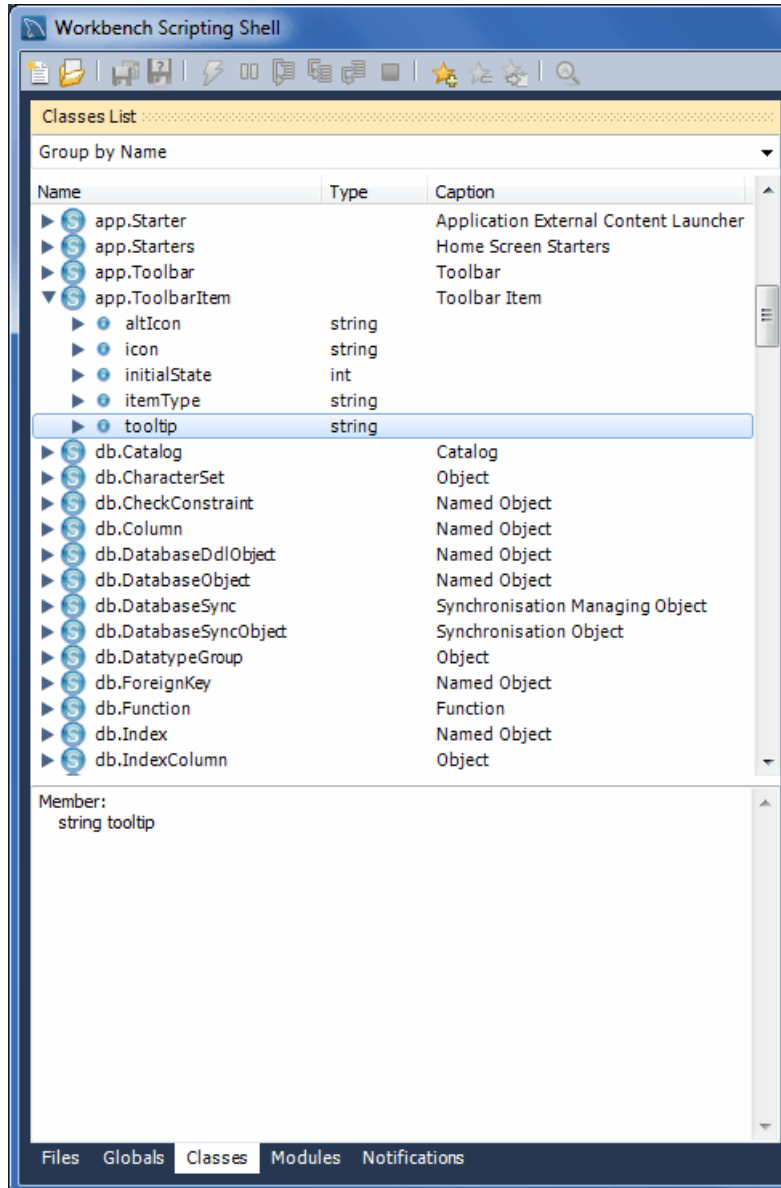 Workbench Scripting Shell
Classes List
Group by Name
Name Type Caption
app.Starter Application External Content Launcher
app.Starters Home Screen Starters
app.Toolbar Toolbar
app.ToolbarItem Toolbar Item
altIcon string
icon string
initialState int
itemType string
tooltip string
db.Catalog Catalog
db.CharacterSet Object
db.CheckConstraint Named Object
db.Column Named Object
db.DatabaseDdlObject Named Object
db.DatabaseObject Named Object
db.DatabaseSync Synchronisation Managing Object
db.DatabaseSyncObject Synchronisation Object
db.DatatypeGroup Object
db.ForeignKey Named Object
db.Function Function
db.Index Named Object
db.IndexColumn Object
Member:
string tooltip
Files Globals Classes Modules Notifications